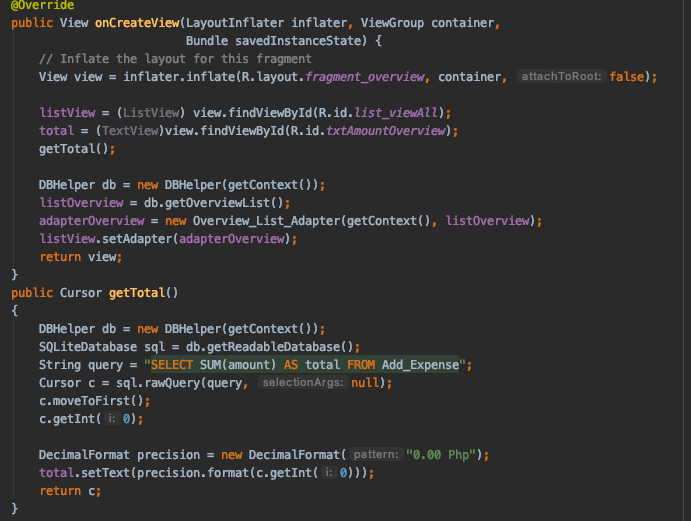 @Override
public View onCreateView(LayoutInflater inflater, ViewGroup container,
                         Bundle savedInstanceState) {
    // Inflate the layout for this fragment
    View view = inflater.inflate(R.layout.fragment_overview, container, attachToRoot: false);

    listView = (ListView) view.findViewById(R.id.list_viewAll);
    total = (TextView)view.findViewById(R.id.txtAmountOverview);
    getTotal();

    DBHelper db = new DBHelper(getContext());
    listOverview = db.getOverviewList();
    adapterOverview = new Overview_List_Adapter(getContext(), listOverview);
    listView.setAdapter(adapterOverview);
    return view;
}
public Cursor getTotal()
{
    DBHelper db = new DBHelper(getContext());
    SQLiteDatabase sql = db.getReadableDatabase();
    String query = "SELECT SUM(amount) AS total FROM Add_Expense";
    Cursor c = sql.rawQuery(query, selectionArgs: null);
    c.moveToFirst();
    c.getInt( i: 0);

    DecimalFormat precision = new DecimalFormat( pattern: "0.00 Php");
    total.setText(precision.format(c.getInt( i: 0)));
    return c;
}